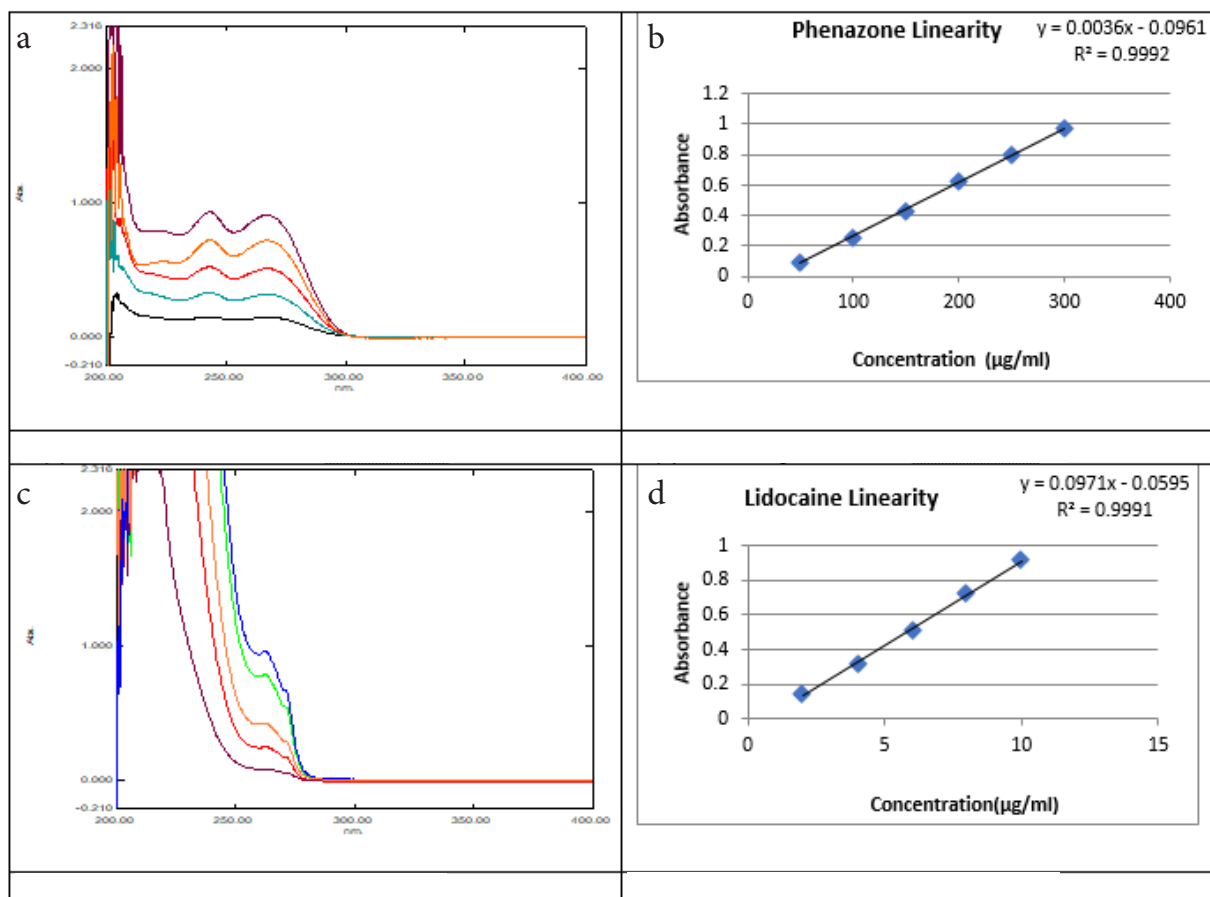 a
2.310
2.000
Abs.
1.000
0.000
-0.210
200.00 250.00 300.00 350.00 400.00
nm.
b
Phenazone Linearity
y = 0.0036x - 0.0961
R² = 0.9992
1.2
1
0.8
0.6
0.4
0.2
0
Absorbance
0 100 200 300 400
Concentration (µg/ml)
c
2.310
2.000
Abs.
1.000
0.000
-0.210
200.00 250.00 300.00 350.00 400.00
nm.
d
Lidocaine Linearity
y = 0.0971x - 0.0595
R² = 0.9991
1
0.8
0.6
0.4
0.2
0
Absorbance
0 5 10 15
Concentration(µg/ml)